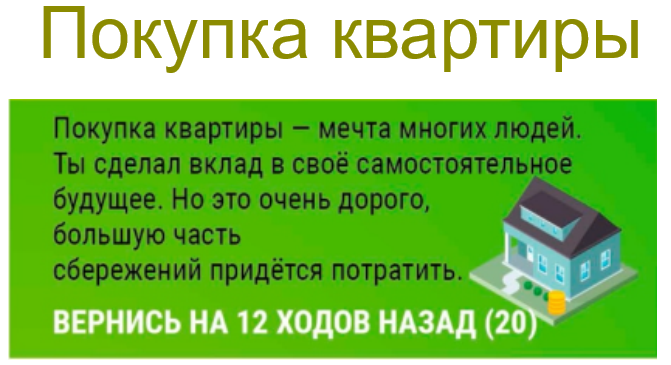 Покупка квартиры
Покупка квартиры – мечта многих людей.
Ты сделал вклад в своё самостоятельное
будущее. Но это очень дорого,
большую часть
сбережений придётся потратить.
ВЕРНИСЬ НА 12 ХОДОВ НАЗАД (20)